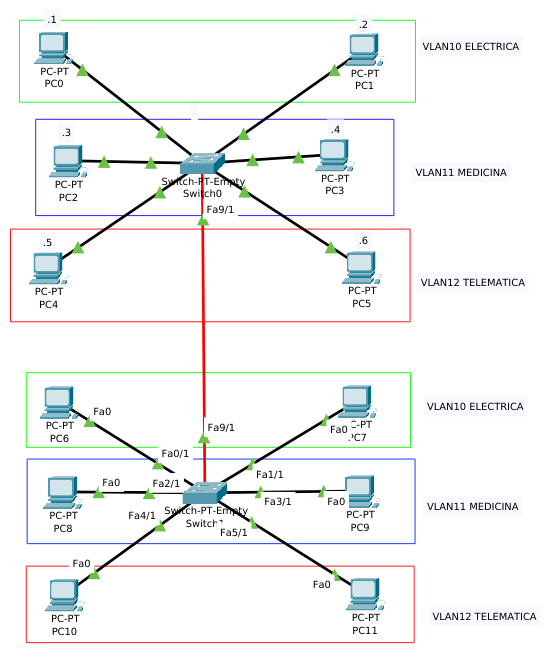 .1
.2
VLAN10 ELECTRICA
PC-PT
PC0
PC-PT
PC1
.3
.4
PC-PT
PC2
PC-PT
PC3
VLAN11 MEDICINA
Switch-PT-Empty
Switch0
Fa9/1
.5
.6
PC-PT
PC4
PC-PT
PC5
VLAN12 TELEMATICA
PC-PT
PC6
Fa0
Fa9/1
Fa0
PC7
VLAN10 ELECTRICA
Fa0/1
Fa1/1
PC-PT
PC8
Fa0
Fa2/1
Fa3/1
Fa0
PC-PT
PC9
VLAN11 MEDICINA
Switch-PT-Empty
Fa4/1
Fa5/1
Fa0
Fa0
PC-PT
PC10
PC-PT
PC11
VLAN12 TELEMATICA